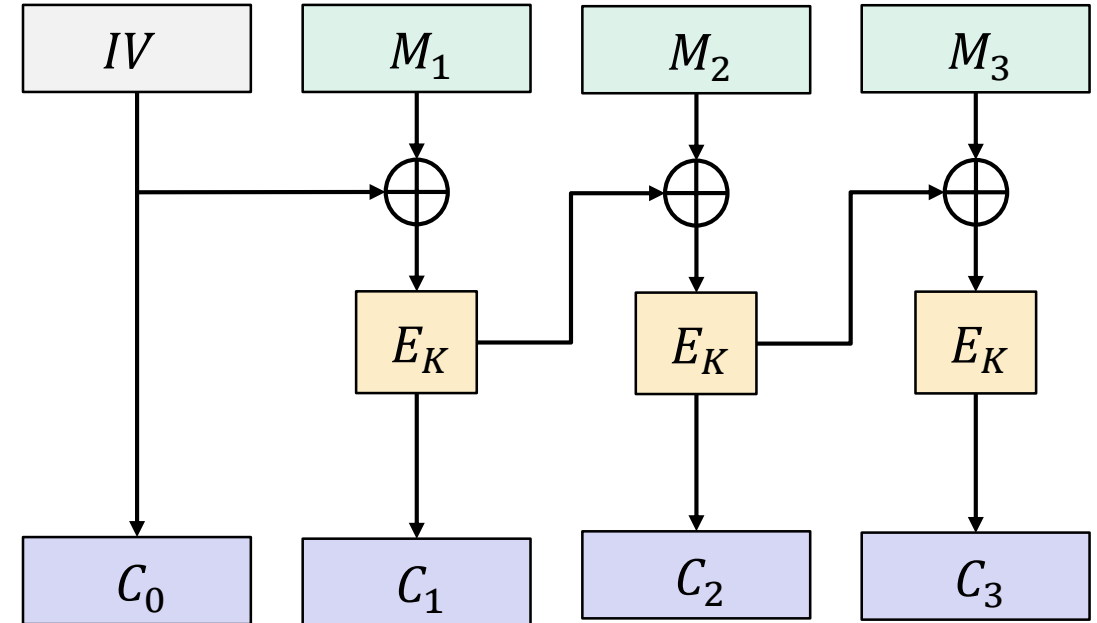 IV M₁ M₂ M₃
E_K E_K E_K
C₀ C₁ C₂ C₃